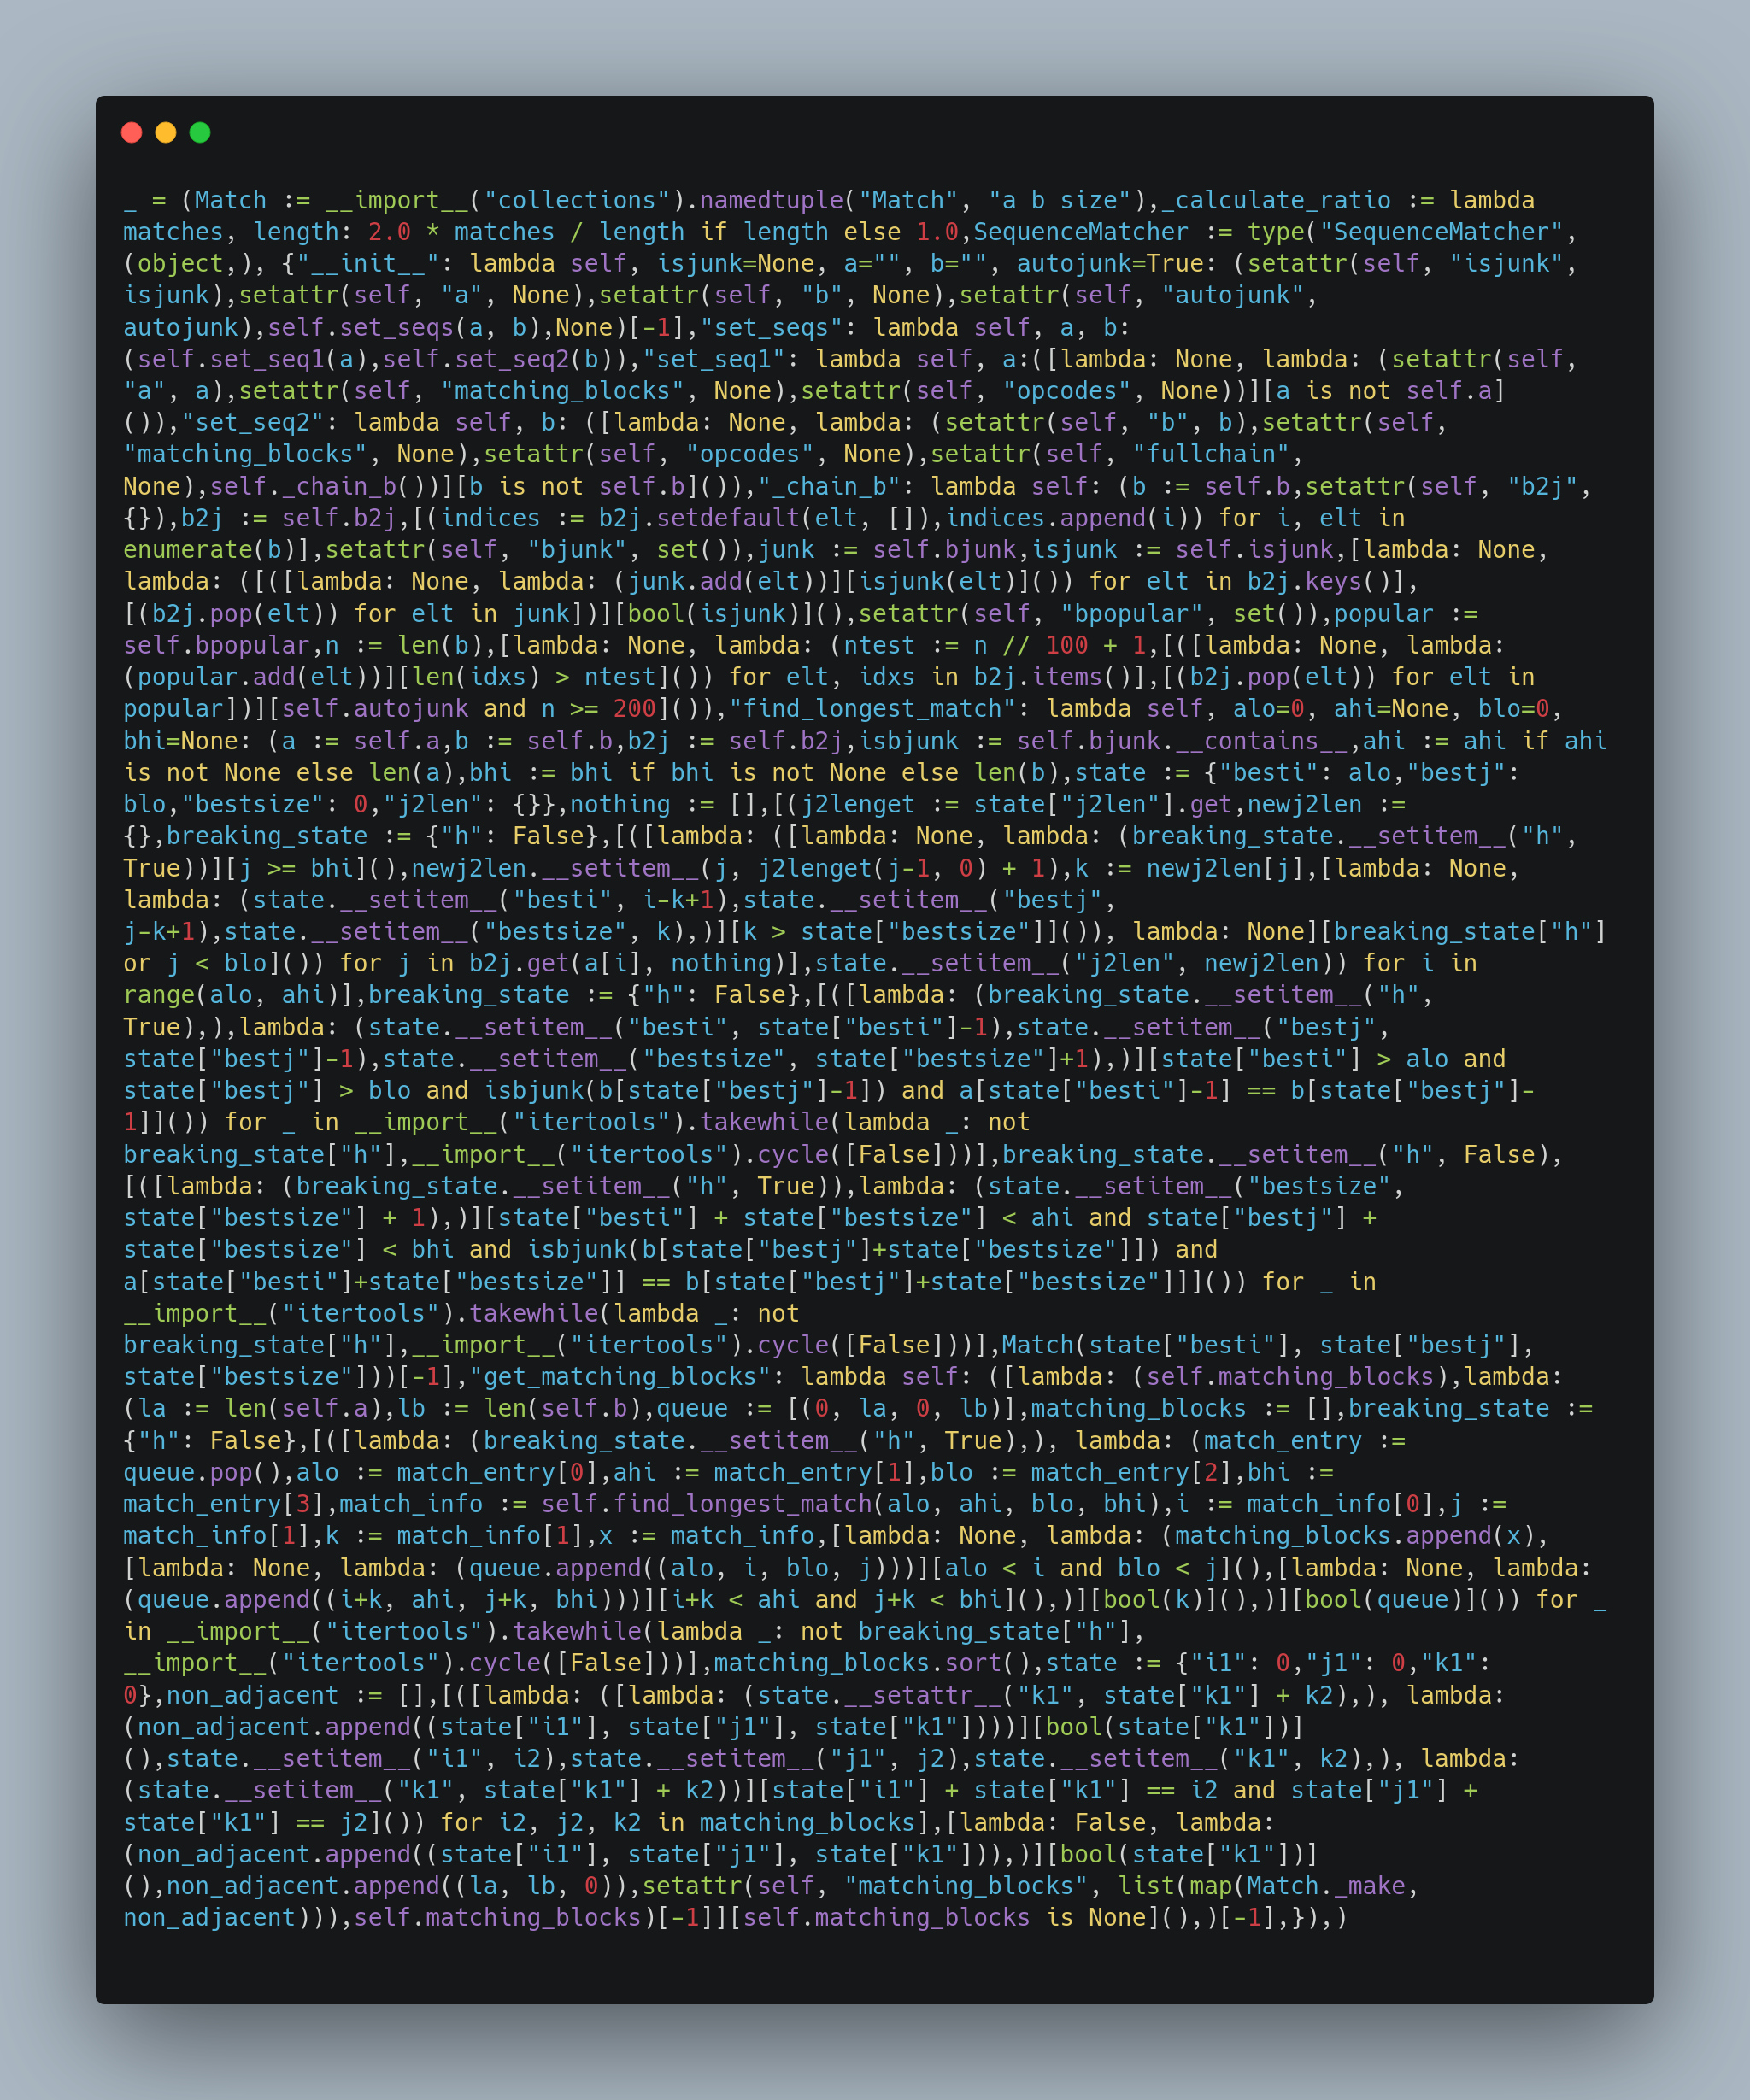 _ = (Match := __import__("collections").namedtuple("Match", "a b size"),_calculate_ratio := lambda
matches, length: 2.0 * matches / length if length else 1.0,SequenceMatcher := type("SequenceMatcher",
(object,), {"__init__": lambda self, isjunk=None, a="", b="", autojunk=True: (setattr(self, "isjunk",
isjunk),setattr(self, "a", None),setattr(self, "b", None),setattr(self, "autojunk",
autojunk),self.set_seqs(a, b),None)[-1],"set_seqs": lambda self, a, b:
(self.set_seq1(a),self.set_seq2(b)),"set_seq1": lambda self, a:([lambda: None, lambda: (setattr(self,
"a", a),setattr(self, "matching_blocks", None),setattr(self, "opcodes", None))][a is not self.a]
()),"set_seq2": lambda self, b: ([lambda: None, lambda: (setattr(self, "b", b),setattr(self,
"matching_blocks", None),setattr(self, "opcodes", None),setattr(self, "fullchain",
None),self._chain_b())][b is not self.b]()),"_chain_b": lambda self: (b := self.b,setattr(self, "b2j",
{}),b2j := self.b2j,[(indices := b2j.setdefault(elt, []),indices.append(i)) for i, elt in
enumerate(b)],setattr(self, "bjunk", set()),junk := self.bjunk,isjunk := self.isjunk,[lambda: None,
lambda: ([([lambda: None, lambda: (junk.add(elt))][isjunk(elt)]()) for elt in b2j.keys()],
[(b2j.pop(elt)) for elt in junk])][bool(isjunk)](),setattr(self, "bpopular", set()),popular :=
self.bpopular,n := len(b),[lambda: None, lambda: (ntest := n // 100 + 1,[([lambda: None, lambda:
(popular.add(elt))][len(idxs) > ntest]()) for elt, idxs in b2j.items()],[(b2j.pop(elt)) for elt in
popular])][self.autojunk and n >= 200]()),"find_longest_match": lambda self, alo=0, ahi=None, blo=0,
bhi=None: (a := self.a,b := self.b,b2j := self.b2j,isbjunk := self.bjunk.__contains__,ahi := ahi if ahi
is not None else len(a),bhi := bhi if bhi is not None else len(b),state := {"besti": alo,"bestj":
blo,"bestsize": 0,"j2len": {}},nothing := [],[(j2lenget := state["j2len"].get,newj2len :=
{},breaking_state := {"h": False},[([lambda: ([lambda: None, lambda: (breaking_state.__setitem__("h",
True))][j >= bhi](),newj2len.__setitem__(j, j2lenget(j-1, 0) + 1),k := newj2len[j],[lambda: None,
lambda: (state.__setitem__("besti", i-k+1),state.__setitem__("bestj",
j-k+1),state.__setitem__("bestsize", k),)][k > state["bestsize"]]()), lambda: None][breaking_state["h"]
or j < blo]()) for j in b2j.get(a[i], nothing)],state.__setitem__("j2len", newj2len)) for i in
range(alo, ahi)],breaking_state := {"h": False},[([lambda: (breaking_state.__setitem__("h",
True),),lambda: (state.__setitem__("besti", state["besti"]-1),state.__setitem__("bestj",
state["bestj"]-1),state.__setitem__("bestsize", state["bestsize"]+1),)][state["besti"] > alo and
state["bestj"] > blo and isbjunk(b[state["bestj"]-1]) and a[state["besti"]-1] == b[state["bestj"]-
1]]()) for _ in __import__("itertools").takewhile(lambda _: not
breaking_state["h"],__import__("itertools").cycle([False]))],breaking_state.__setitem__("h", False),
[([lambda: (breaking_state.__setitem__("h", True)),lambda: (state.__setitem__("bestsize",
state["bestsize"] + 1),)][state["besti"] + state["bestsize"] < ahi and state["bestj"] +
state["bestsize"] < bhi and isbjunk(b[state["bestj"]+state["bestsize"]]) and
a[state["besti"]+state["bestsize"]] == b[state["bestj"]+state["bestsize"]]]()) for _ in
__import__("itertools").takewhile(lambda _: not
breaking_state["h"],__import__("itertools").cycle([False]))],Match(state["besti"], state["bestj"],
state["bestsize"]))[-1],"get_matching_blocks": lambda self: ([lambda: (self.matching_blocks),lambda:
(la := len(self.a),lb := len(self.b),queue := [(0, la, 0, lb)],matching_blocks := [],breaking_state :=
{"h": False},[([lambda: (breaking_state.__setitem__("h", True),), lambda: (match_entry :=
queue.pop(),alo := match_entry[0],ahi := match_entry[1],blo := match_entry[2],bhi :=
match_entry[3],match_info := self.find_longest_match(alo, ahi, blo, bhi),i := match_info[0],j :=
match_info[1],k := match_info[1],x := match_info,[lambda: None, lambda: (matching_blocks.append(x),
[lambda: None, lambda: (queue.append((alo, i, blo, j)))][alo < i and blo < j](),[lambda: None, lambda:
(queue.append((i+k, ahi, j+k, bhi)))][i+k < ahi and j+k < bhi](),)][bool(k)](),)][bool(queue)]()) for _
in __import__("itertools").takewhile(lambda _: not breaking_state["h"],
__import__("itertools").cycle([False]))],matching_blocks.sort(),state := {"i1": 0,"j1": 0,"k1":
0},non_adjacent := [],[([lambda: ([lambda: (state.__setattr__("k1", state["k1"] + k2),), lambda:
(non_adjacent.append((state["i1"], state["j1"], state["k1"])))][bool(state["k1"])]
(),state.__setitem__("i1", i2),state.__setitem__("j1", j2),state.__setitem__("k1", k2),), lambda:
(state.__setitem__("k1", state["k1"] + k2))][state["i1"] + state["k1"] == i2 and state["j1"] +
state["k1"] == j2]()) for i2, j2, k2 in matching_blocks],[lambda: False, lambda:
(non_adjacent.append((state["i1"], state["j1"], state["k1"])),)][bool(state["k1"])]
(),non_adjacent.append((la, lb, 0)),setattr(self, "matching_blocks", list(map(Match._make,
non_adjacent))),self.matching_blocks)[-1]][self.matching_blocks is None](),)[-1],}),)